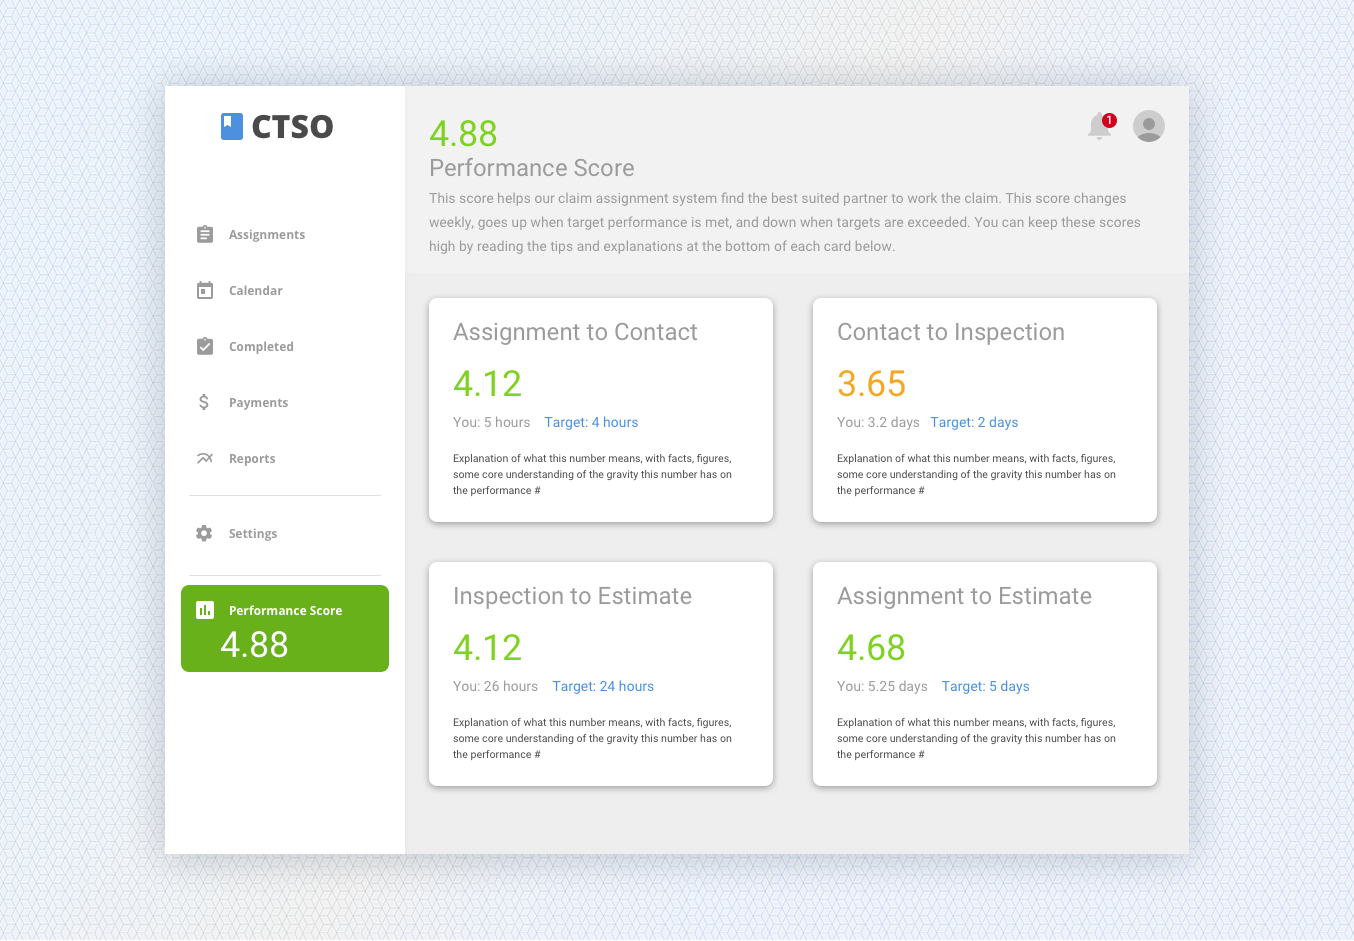 CTSO
Assignments
Calendar
Completed
Payments
Reports
Settings
Performance Score
4.88
1
4.88
Performance Score
This score helps our claim assignment system find the best suited partner to work the claim. This score changes
weekly, goes up when target performance is met, and down when targets are exceeded. You can keep these scores
high by reading the tips and explanations at the bottom of each card below.
Assignment to Contact
4.12
You: 5 hours Target: 4 hours
Explanation of what this number means, with facts, figures,
some core understanding of the gravity this number has on
the performance #
Contact to Inspection
3.65
You: 3.2 days Target: 2 days
Explanation of what this number means, with facts, figures,
some core understanding of the gravity this number has on
the performance #
Inspection to Estimate
4.12
You: 26 hours Target: 24 hours
Explanation of what this number means, with facts, figures,
some core understanding of the gravity this number has on
the performance #
Assignment to Estimate
4.68
You: 5.25 days Target: 5 days
Explanation of what this number means, with facts, figures,
some core understanding of the gravity this number has on
the performance #